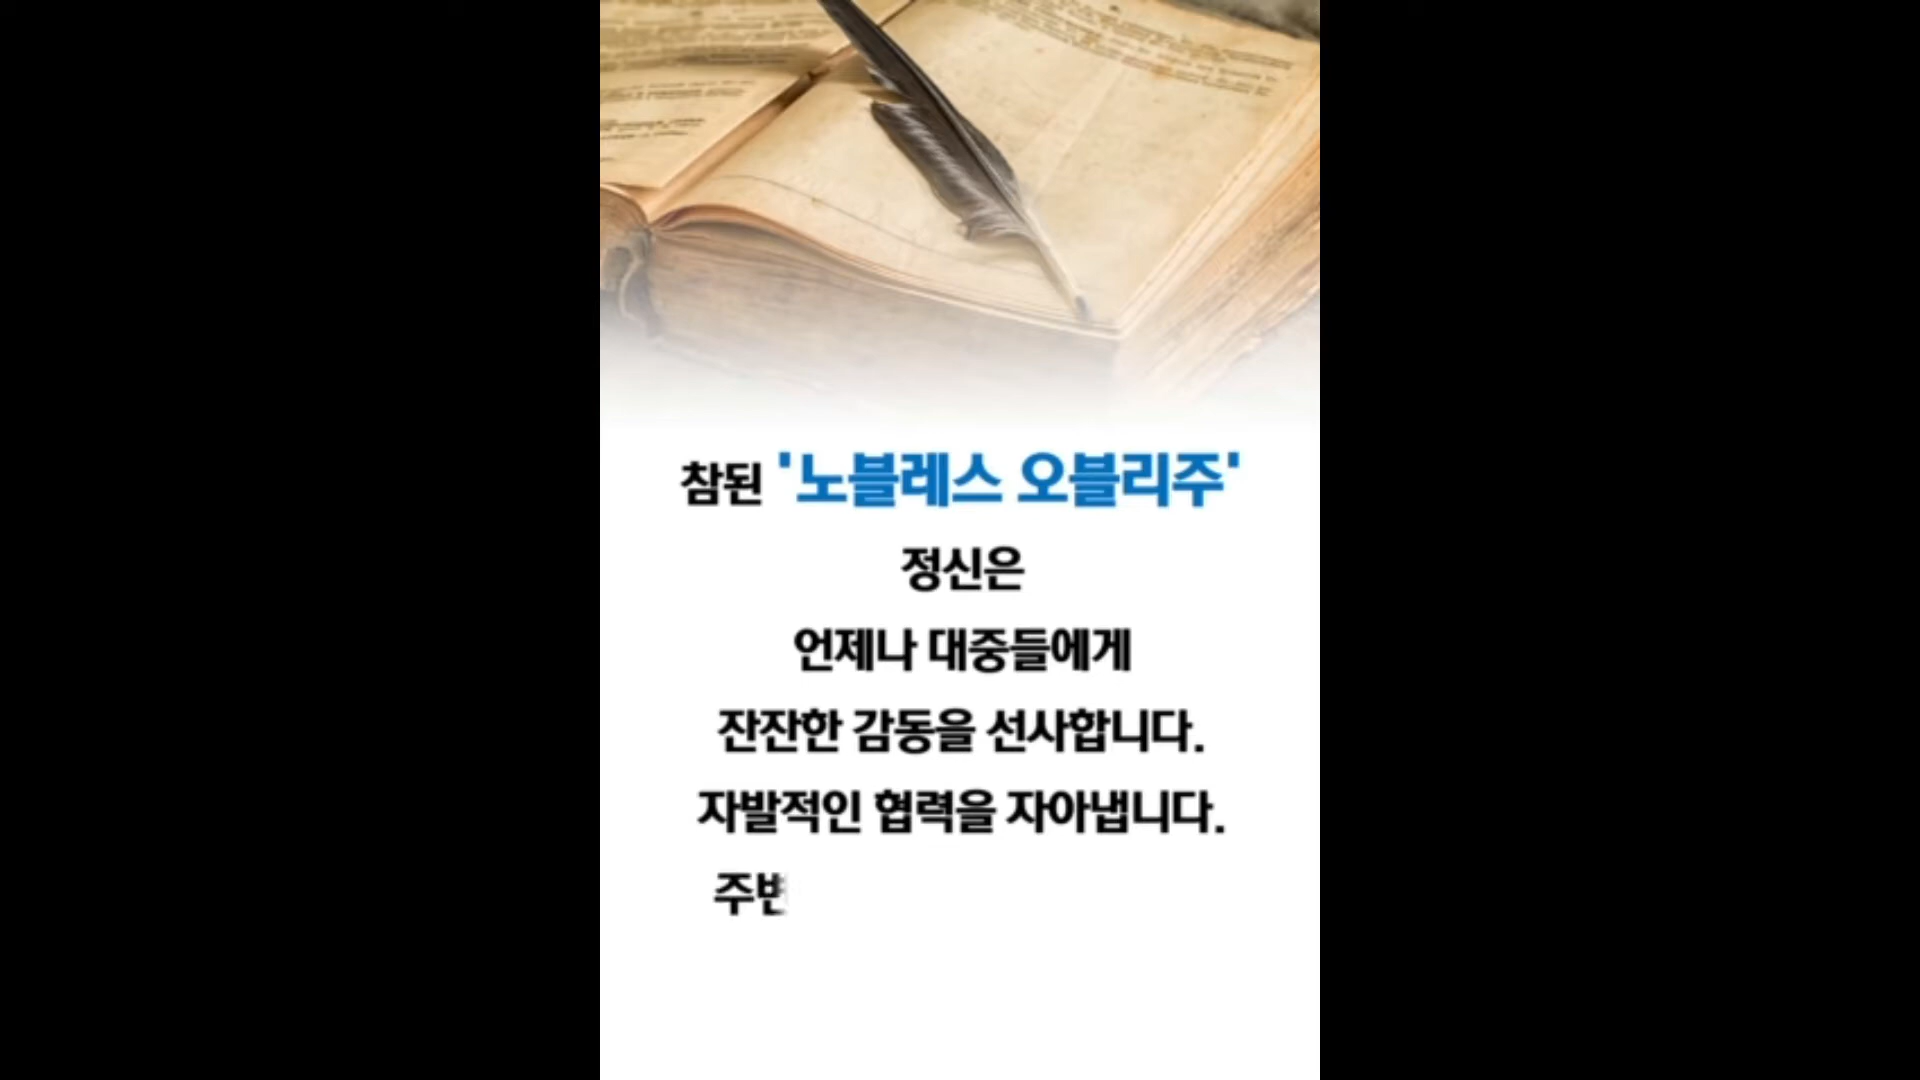 참된 '노블레스 오블리주'
정신은
언제나 대중들에게
잔잔한 감동을 선사합니다.
자발적인 협력을 자아냅니다.